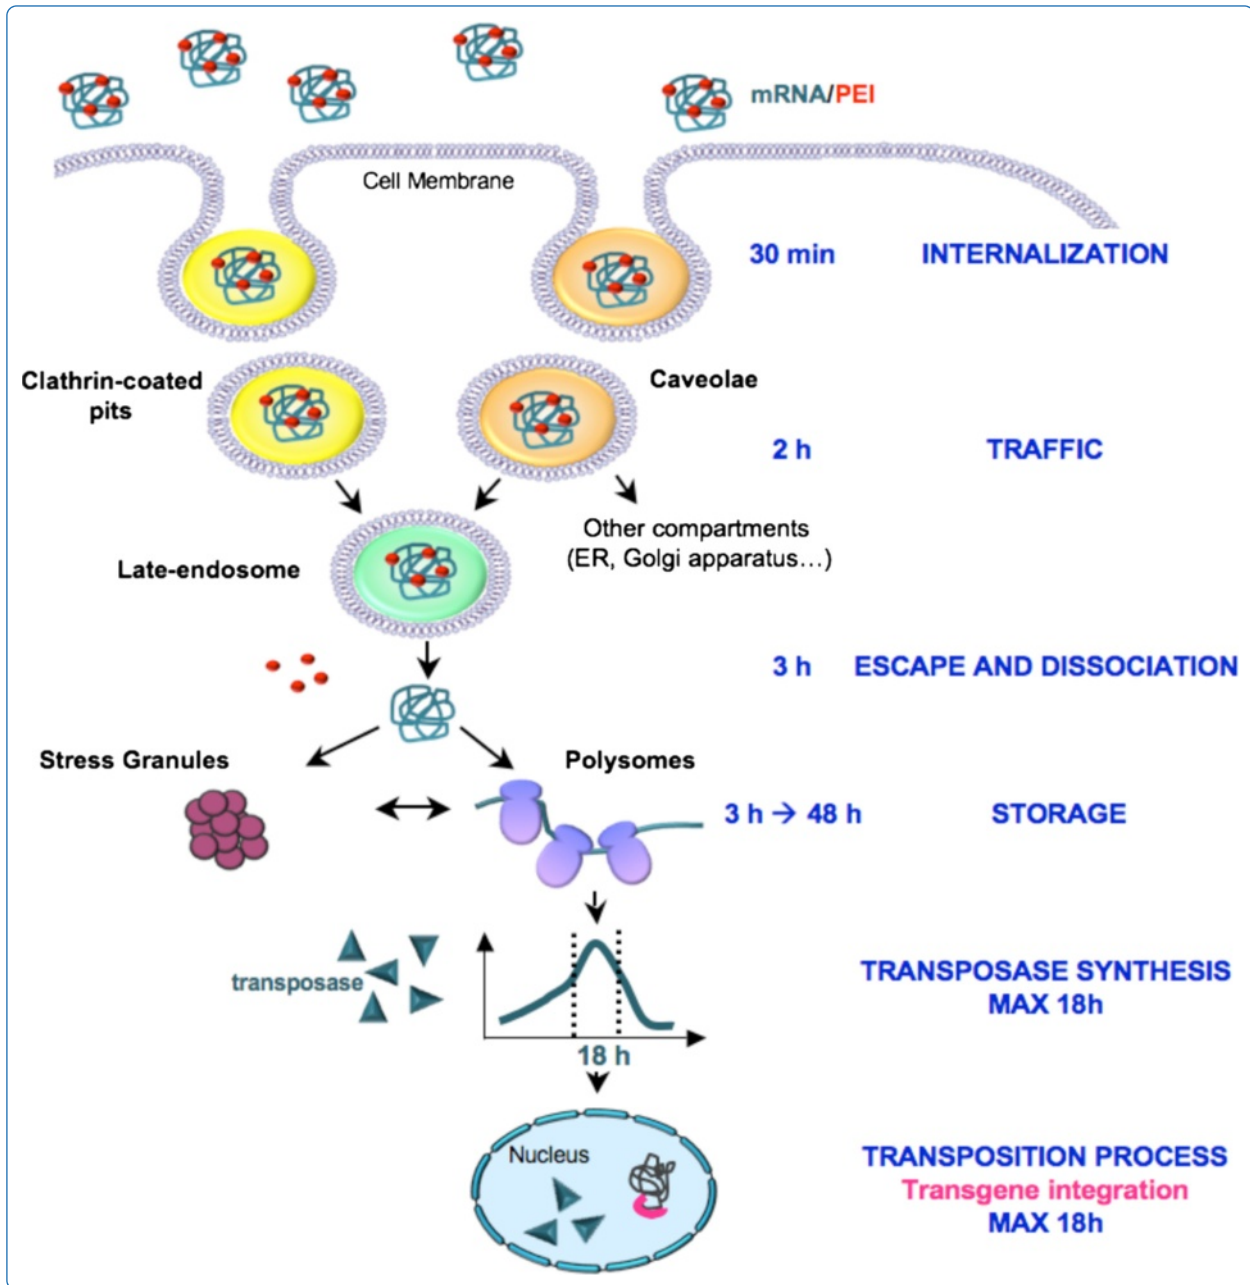 mRNA/PEI
Cell Membrane
30 min
INTERNALIZATION
Clathrin-coated
pits
Caveolae
2 h
TRAFFIC
Other compartments
(ER, Golgi apparatus...)
Late-endosome
3 h
ESCAPE AND DISSOCIATION
Stress Granules
Polysomes
3 h → 48 h
STORAGE
transposase
18 h
TRANSPOSASE SYNTHESIS
MAX 18h
Nucleus
TRANSPOSITION PROCESS
Transgene integration
MAX 18h